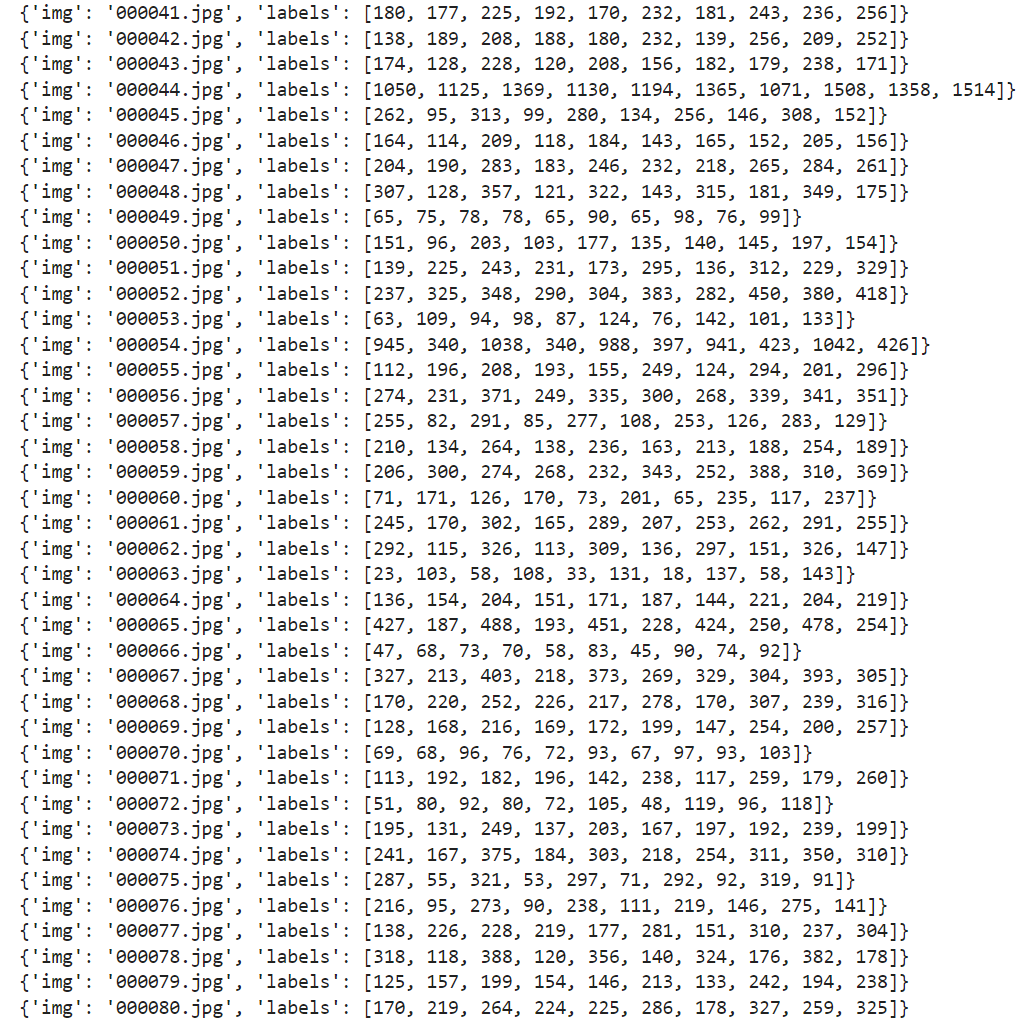 {'img': '000041.jpg', 'labels': [180, 177, 225, 192, 170, 232, 181, 243, 236, 256]}
{'img': '000042.jpg', 'labels': [138, 189, 208, 188, 180, 232, 139, 256, 209, 252]}
{'img': '000043.jpg', 'labels': [174, 128, 228, 120, 208, 156, 182, 179, 238, 171]}
{'img': '000044.jpg', 'labels': [1050, 1125, 1369, 1130, 1194, 1365, 1071, 1508, 1358, 1514]}
{'img': '000045.jpg', 'labels': [262, 95, 313, 99, 280, 134, 256, 146, 308, 152]}
{'img': '000046.jpg', 'labels': [164, 114, 209, 118, 184, 143, 165, 152, 205, 156]}
{'img': '000047.jpg', 'labels': [204, 190, 283, 183, 246, 232, 218, 265, 284, 261]}
{'img': '000048.jpg', 'labels': [307, 128, 357, 121, 322, 143, 315, 181, 349, 175]}
{'img': '000049.jpg', 'labels': [65, 75, 78, 78, 65, 90, 65, 98, 76, 99]}
{'img': '000050.jpg', 'labels': [151, 96, 203, 103, 177, 135, 140, 145, 197, 154]}
{'img': '000051.jpg', 'labels': [139, 225, 243, 231, 173, 295, 136, 312, 229, 329]}
{'img': '000052.jpg', 'labels': [237, 325, 348, 290, 304, 383, 282, 450, 380, 418]}
{'img': '000053.jpg', 'labels': [63, 109, 94, 98, 87, 124, 76, 142, 101, 133]}
{'img': '000054.jpg', 'labels': [945, 340, 1038, 340, 988, 397, 941, 423, 1042, 426]}
{'img': '000055.jpg', 'labels': [112, 196, 208, 193, 155, 249, 124, 294, 201, 296]}
{'img': '000056.jpg', 'labels': [274, 231, 371, 249, 335, 300, 268, 339, 341, 351]}
{'img': '000057.jpg', 'labels': [255, 82, 291, 85, 277, 108, 253, 126, 283, 129]}
{'img': '000058.jpg', 'labels': [210, 134, 264, 138, 236, 163, 213, 188, 254, 189]}
{'img': '000059.jpg', 'labels': [206, 300, 274, 268, 232, 343, 252, 388, 310, 369]}
{'img': '000060.jpg', 'labels': [71, 171, 126, 170, 73, 201, 65, 235, 117, 237]}
{'img': '000061.jpg', 'labels': [245, 170, 302, 165, 289, 207, 253, 262, 291, 255]}
{'img': '000062.jpg', 'labels': [292, 115, 326, 113, 309, 136, 297, 151, 326, 147]}
{'img': '000063.jpg', 'labels': [23, 103, 58, 108, 33, 131, 18, 137, 58, 143]}
{'img': '000064.jpg', 'labels': [136, 154, 204, 151, 171, 187, 144, 221, 204, 219]}
{'img': '000065.jpg', 'labels': [427, 187, 488, 193, 451, 228, 424, 250, 478, 254]}
{'img': '000066.jpg', 'labels': [47, 68, 73, 70, 58, 83, 45, 90, 74, 92]}
{'img': '000067.jpg', 'labels': [327, 213, 403, 218, 373, 269, 329, 304, 393, 305]}
{'img': '000068.jpg', 'labels': [170, 220, 252, 226, 217, 278, 170, 307, 239, 316]}
{'img': '000069.jpg', 'labels': [128, 168, 216, 169, 172, 199, 147, 254, 200, 257]}
{'img': '000070.jpg', 'labels': [69, 68, 96, 76, 72, 93, 67, 97, 93, 103]}
{'img': '000071.jpg', 'labels': [113, 192, 182, 196, 142, 238, 117, 259, 179, 260]}
{'img': '000072.jpg', 'labels': [51, 80, 92, 80, 72, 105, 48, 119, 96, 118]}
{'img': '000073.jpg', 'labels': [195, 131, 249, 137, 203, 167, 197, 192, 239, 199]}
{'img': '000074.jpg', 'labels': [241, 167, 375, 184, 303, 218, 254, 311, 350, 310]}
{'img': '000075.jpg', 'labels': [287, 55, 321, 53, 297, 71, 292, 92, 319, 91]}
{'img': '000076.jpg', 'labels': [216, 95, 273, 90, 238, 111, 219, 146, 275, 141]}
{'img': '000077.jpg', 'labels': [138, 226, 228, 219, 177, 281, 151, 310, 237, 304]}
{'img': '000078.jpg', 'labels': [318, 118, 388, 120, 356, 140, 324, 176, 382, 178]}
{'img': '000079.jpg', 'labels': [125, 157, 199, 154, 146, 213, 133, 242, 194, 238]}
{'img': '000080.jpg', 'labels': [170, 219, 264, 224, 225, 286, 178, 327, 259, 325]}